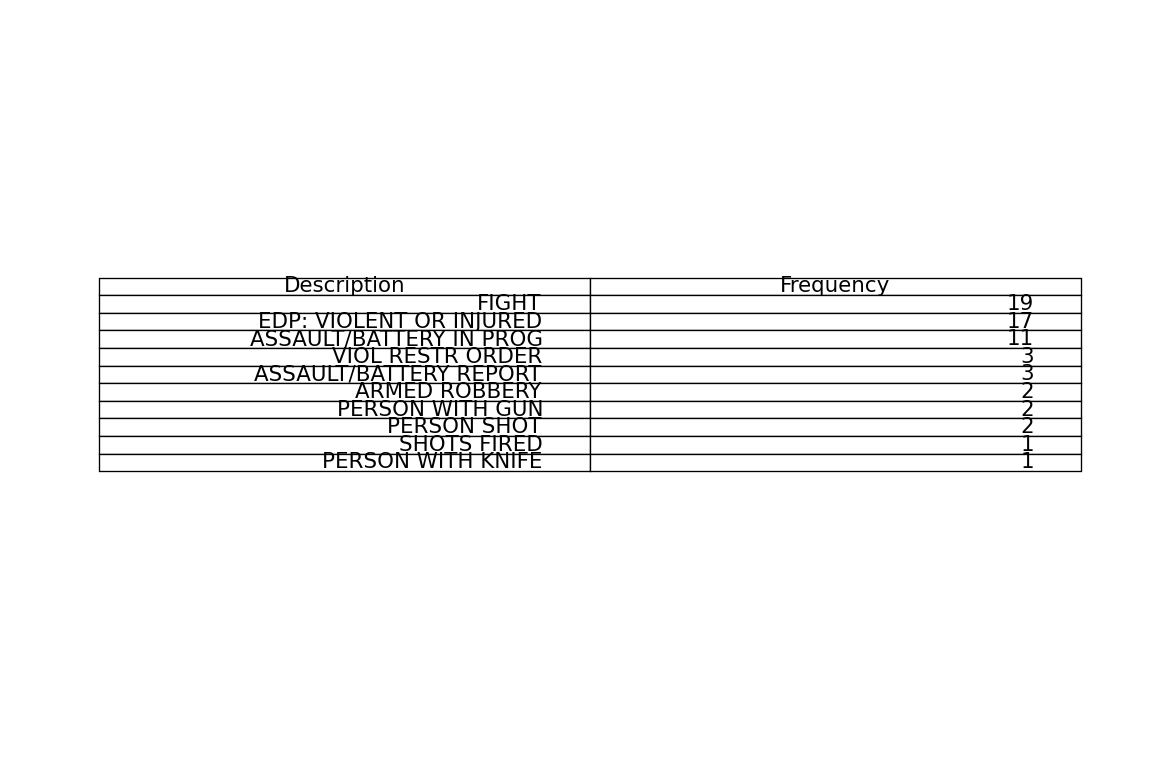 Description Frequency
FIGHT 19
EDP: VIOLENT OR INJURED 17
ASSAULT/BATTERY IN PROG 11
VIOL RESTR ORDER 3
ASSAULT/BATTERY REPORT 3
ARMED ROBBERY 2
PERSON WITH GUN 2
PERSON SHOT 2
SHOTS FIRED 1
PERSON WITH KNIFE 1